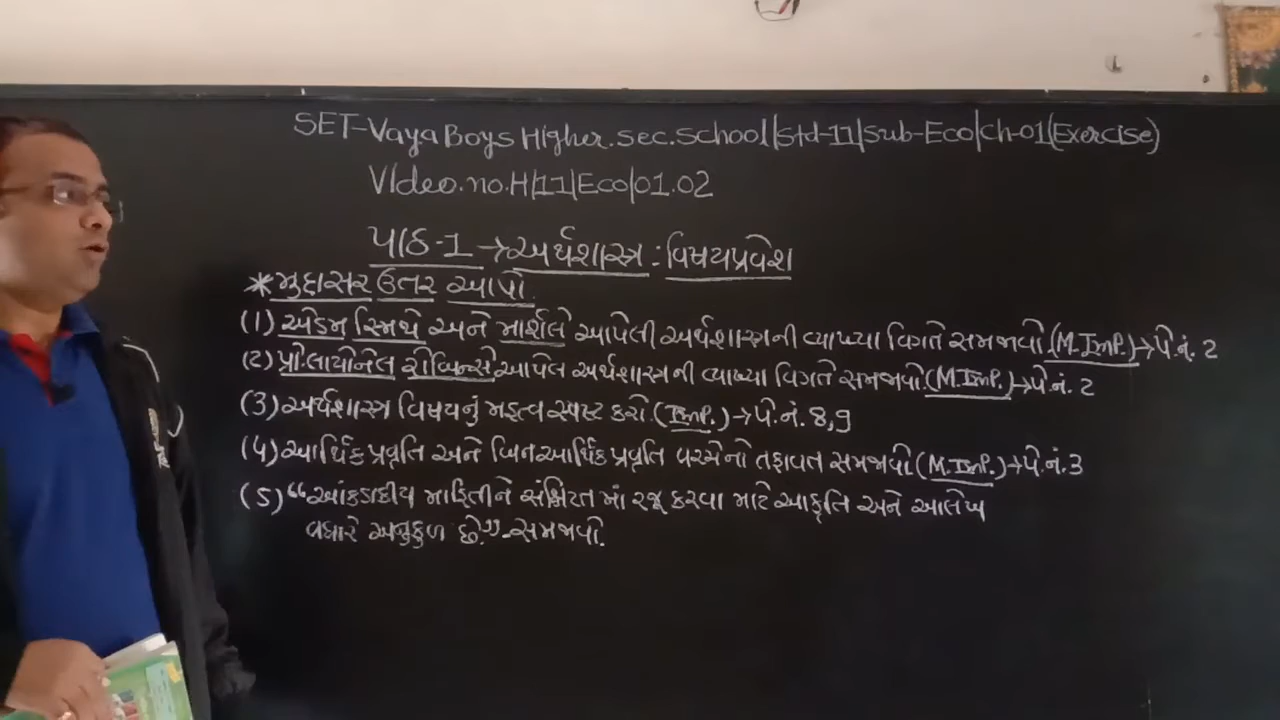 SET-Vaya Boys Higher.sec.school|std-11|sub-Eco|ch-01(Exercise)
VIdeo.no.H|11|Eco|01.02
પાઠ-1 → અર્થશાસ્ત્ર : વિષયપ્રવેશ
*મુદ્દાસર ઉતર આપો.
(1) એડમ સ્મિથે અને માર્શલે આપેલી અર્થશાસ્ત્રની વ્યાખ્યા વિગતે સમજાવો.(M.Imp.)→પે.નં. 2
(૨) પ્રો.લાયોનેલ રોબિન્સે આપેલ અર્થશાસ્ત્રની વ્યાખ્યા વિગતે સમજાવો.(M.Imp.)→પે.નં. 2
(3) અર્થશાસ્ત્ર વિષયનું મહત્વ સ્પષ્ટ કરો.(Imp.)→પે.નં. 8,9
(૫) આર્થિક પ્રવૃતિ અને બિનઆર્થિક પ્રવૃતિ વચ્ચેનો તફાવત સમજાવો.(M.Imp.)→પે.નં.3
(5) "આંકડાકીય માહિતીને સંક્ષિપ્ત માં રજૂ કરવા માટે આકૃતિ અને આલેખ
વધારે અનુકુળ છે."-સમજાવો.